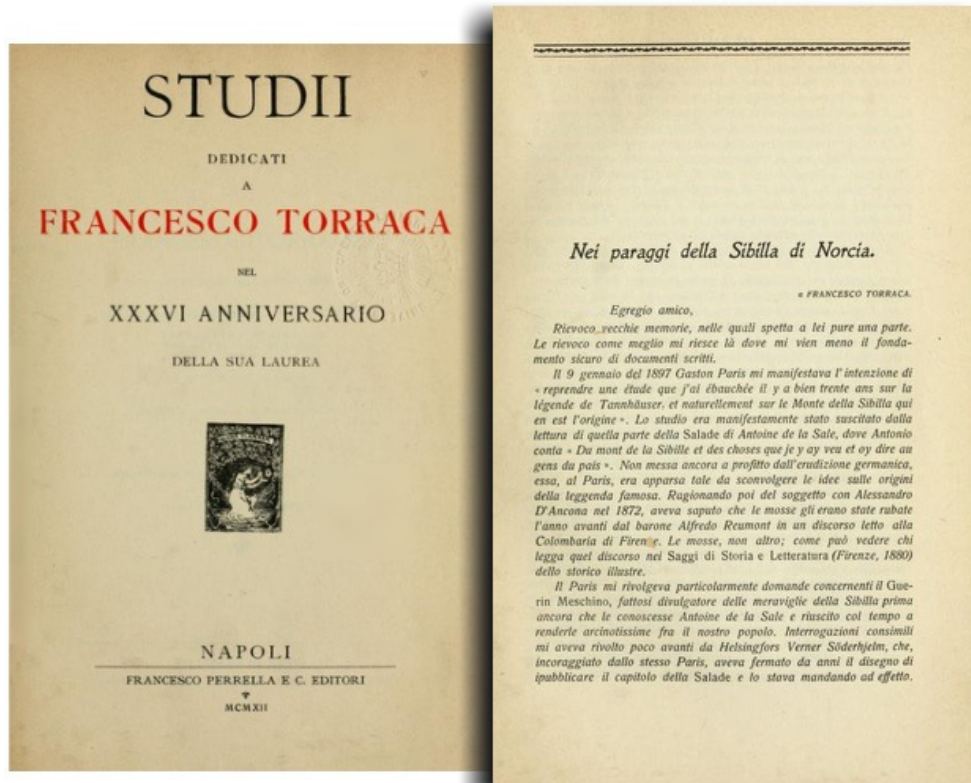 STUDII
DEDICATI
A
FRANCESCO TORRACA
NEL
XXXVI ANNIVERSARIO
DELLA SUA LAUREA
NAPOLI
FRANCESCO PERRELLA E C. EDITORI
MCMXII
Nei paraggi della Sibilla di Norcia.
a FRANCESCO TORRACA.
Egregio amico,
Rievoco vecchie memorie, nelle quali spetta a lei pure una parte.
Le rievoco come meglio mi riesce là dove mi vien meno il fonda-
mento sicuro di documenti scritti.
Il 9 gennaio del 1897 Gaston Paris mi manifestava l'intenzione di
« reprendre une étude que j'ai ébauchée il y a bien trente ans sur la
légende de Tannhäuser, et naturellement sur le Monte della Sibilla qui
en est l'origine ». Lo studio era manifestamente stato suscitato dalla
lettura di quella parte della Salade di Antoine de la Sale, dove Antonio
conta « Du mont de la Sibille et des choses que je y ay veu et oy dire au
gens du pais ». Non messa ancora a profitto dall'erudizione germanica,
essa, al Paris, era apparsa tale da sconvolgere le idee sulle origini
della leggenda famosa. Ragionando poi del soggetto con Alessandro
D'Ancona nel 1872, aveva saputo che le mosse gli erano state rubate
l'anno avanti dal barone Alfredo Reumont in un discorso letto alla
Colombaria di Firenze. Le mosse, non altro; come può vedere chi
legga quel discorso nei Saggi di Storia e Letteratura (Firenze, 1880)
dello storico illustre.
Il Paris mi rivolgeva particolarmente domande concernenti il Gue-
rin Meschino, fattosi divulgatore delle meraviglie della Sibilla prima
ancora che le conoscesse Antoine de la Sale e riuscito col tempo a
renderle arcinotissime fra il nostro popolo. Interrogazioni consimili
mi aveva rivolto poco avanti da Helsingfors Verner Söderhjelm, che,
incoraggiato dallo stesso Paris, aveva fermato da anni il disegno di
ipubblicare il capitolo della Salade e lo stava mandando ad effetto.